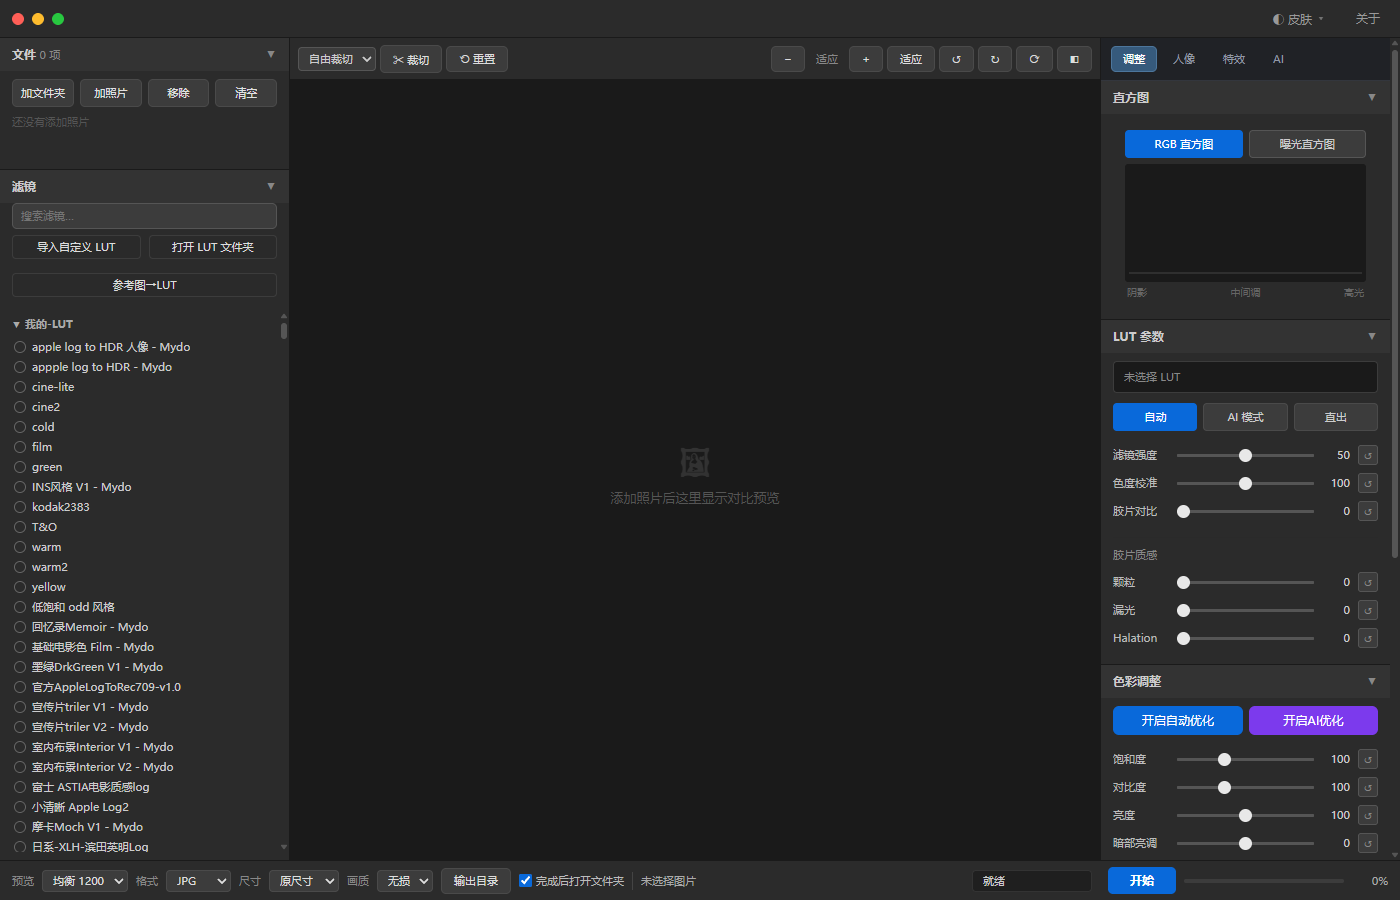 皮肤
关于
文件 0 项
加文件夹 加照片 移除 清空
还没有添加照片
滤镜
搜索滤镜...
导入自定义 LUT 打开 LUT 文件夹
参考图→LUT
我的-LUT
apple log to HDR 人像 - Mydo
appple log to HDR - Mydo
cine-lite
cine2
cold
film
green
INS风格 V1 - Mydo
kodak2383
T&O
warm
warm2
yellow
低饱和 odd 风格
回忆录Memoir - Mydo
基础电影色 Film - Mydo
墨绿DrkGreen V1 - Mydo
官方AppleLogToRec709-v1.0
宣传片triler V1 - Mydo
宣传片triler V2 - Mydo
室内布景Interior V1 - Mydo
室内布景Interior V2 - Mydo
富士 ASTIA电影质感log
小清晰 Apple Log2
摩卡Moch V1 - Mydo
日系-XLH-滨田英明Log
自由裁切 裁切 重置
− 适应 + 适应
添加照片后这里显示对比预览
调整 人像 特效 AI
直方图
RGB 直方图 曝光直方图
阴影 中间调 高光
LUT 参数
未选择 LUT
自动 AI 模式 直出
滤镜强度 50
色度校准 100
胶片对比 0
胶片质感
颗粒 0
漏光 0
Halation 0
色彩调整
开启自动优化 开启AI优化
饱和度 100
对比度 100
亮度 100
暗部亮调 0
预览 均衡 1200 格式 JPG 尺寸 原尺寸 画质 无损 输出目录 完成后打开文件夹 未选择图片 就绪 开始 0%